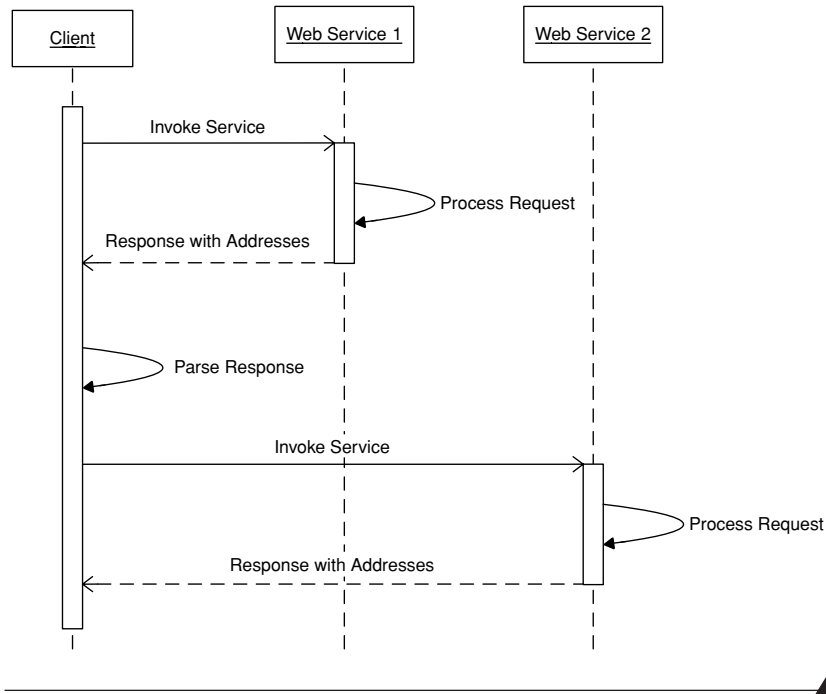 Client
Web Service 1
Web Service 2
Invoke Service
Process Request
Response with Addresses
Parse Response
Invoke Service
Process Request
Response with Addresses